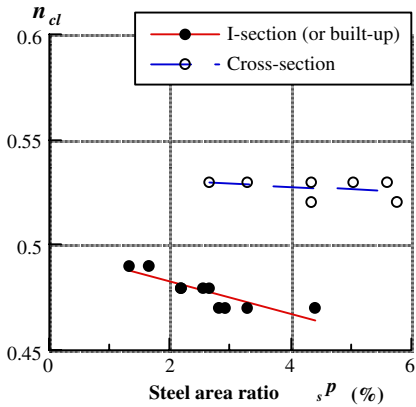 n cl
0.6
I-section (or built-up)
Cross-section
0.55
0.5
0.45
0 2 4 6
Steel area ratio s p (%)